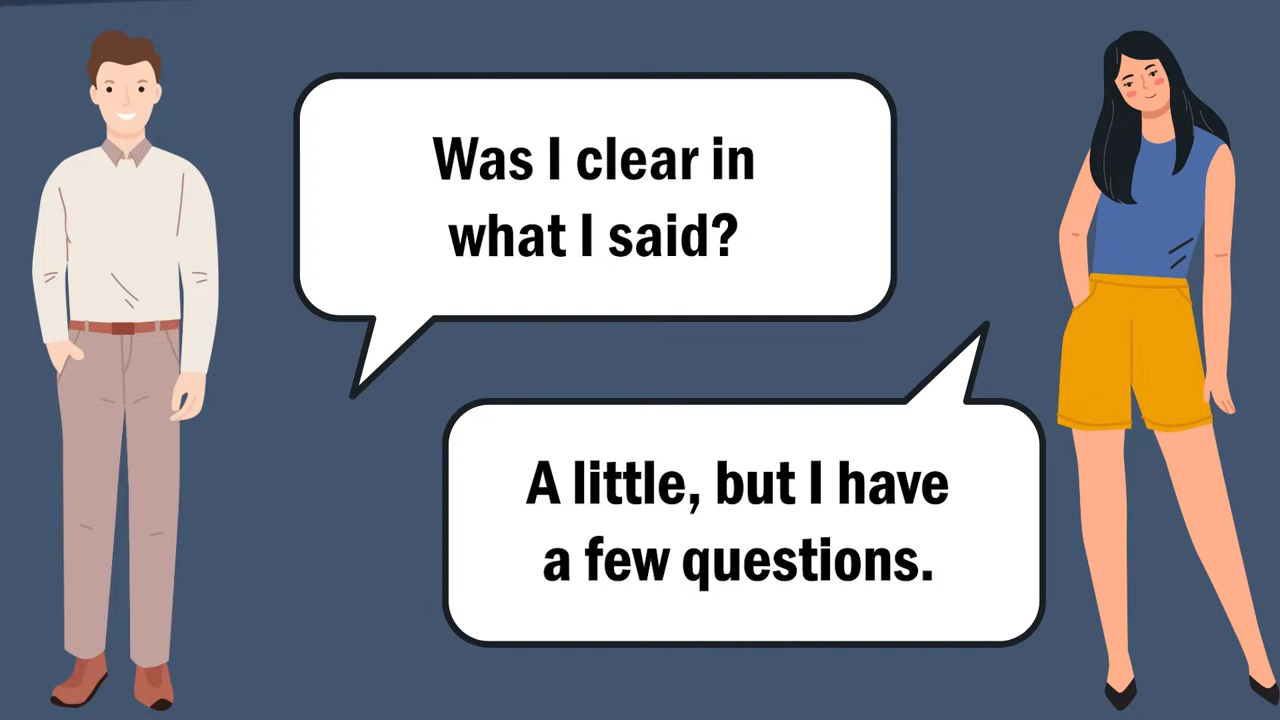 Was I clear in
what I said?
A little, but I have
a few questions.